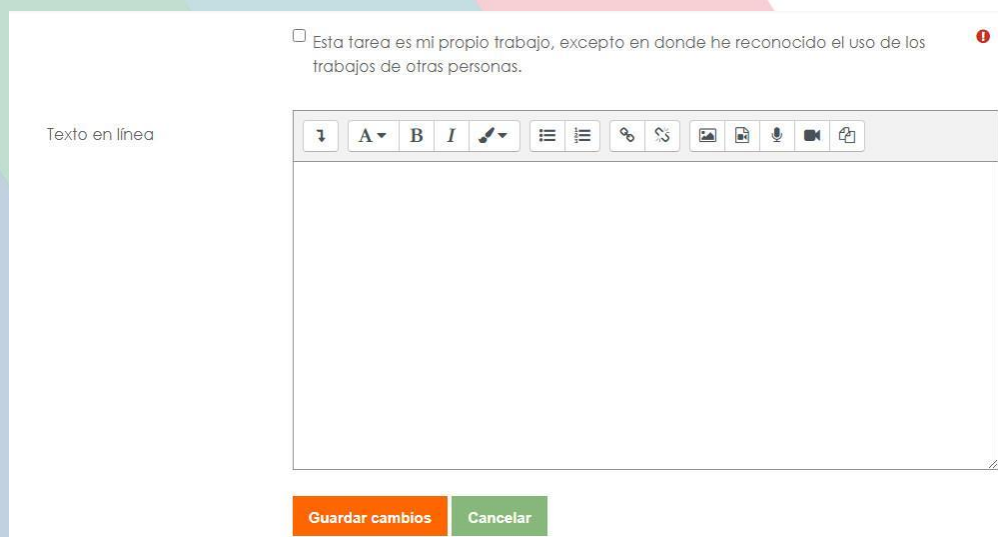 Esta tarea es mi propio trabajo, excepto en donde he reconocido el uso de los
trabajos de otras personas.
Texto en línea
A B I
Guardar cambios Cancelar